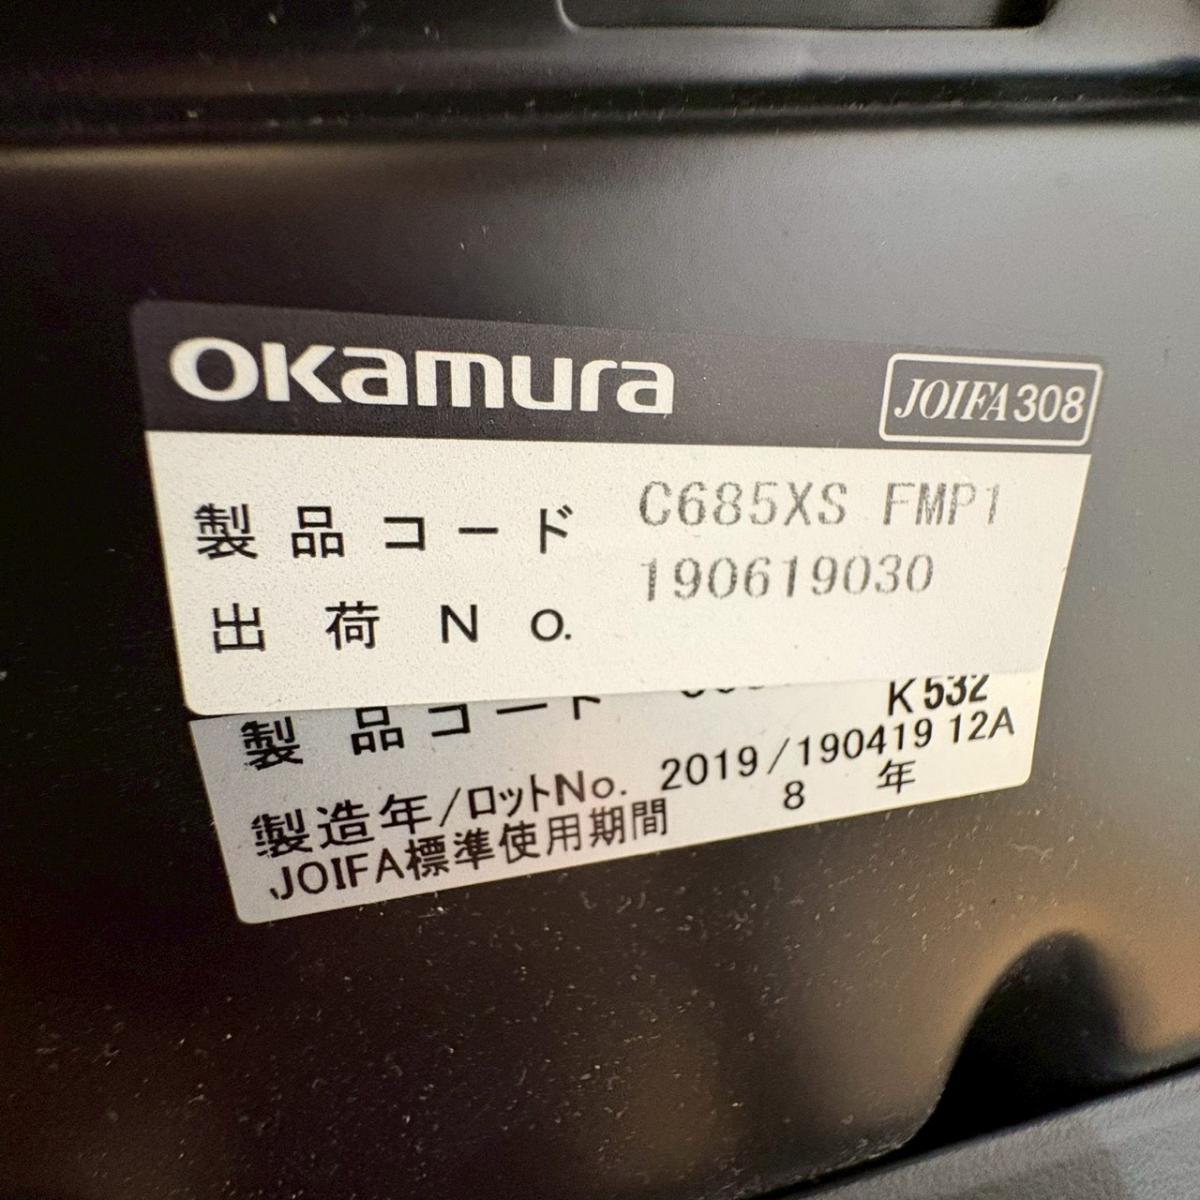 OKamura
JOIFA308
製品コード C685XS FMP1
出荷No. 190619030
製品コード K532
製造年/ロットNo. 2019/190419 12A
JOIFA標準使用期間 8 年